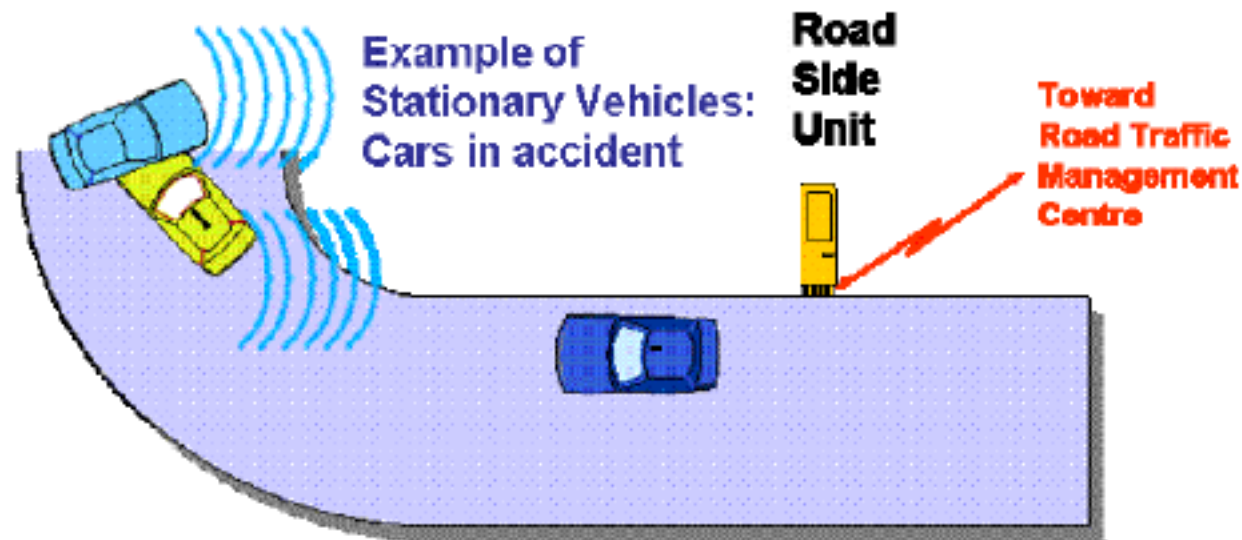 Example of
Stationary Vehicles:
Cars in accident
Road
Side
Unit
Toward
Road Traffic
Management
Centre